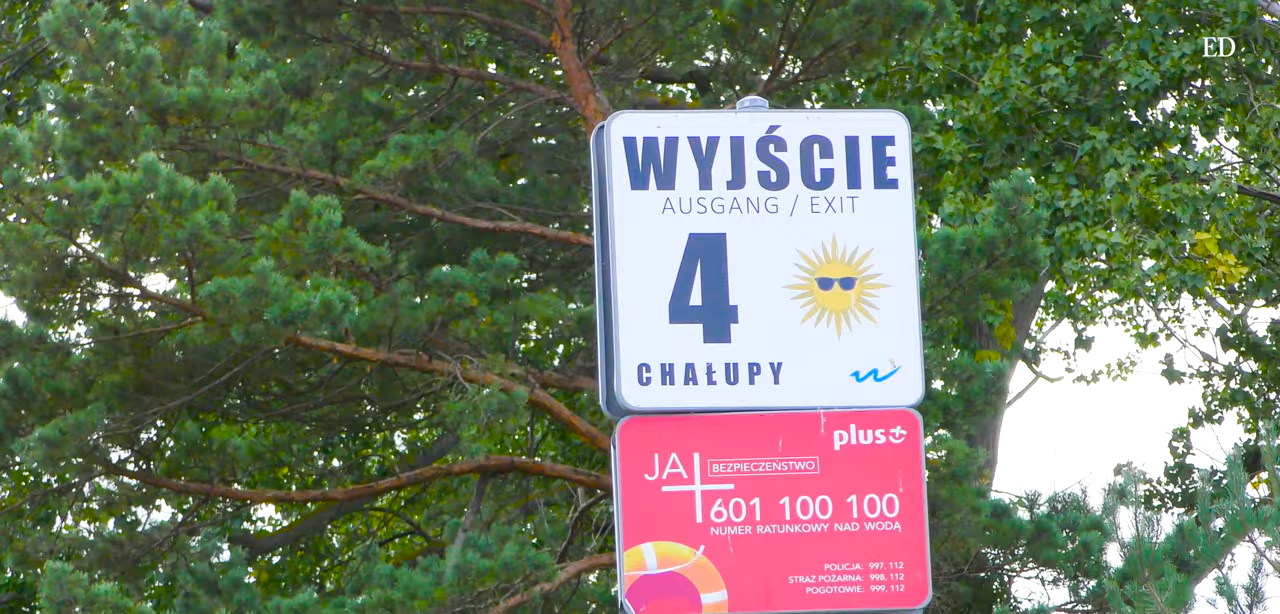 ED
WYJŚCIE
AUSGANG / EXIT
4
CHAŁUPY
plus
JA+ BEZPIECZEŃSTWO
601 100 100
NUMER RATUNKOWY NAD WODĄ
POLICJA: 997, 112
STRAŻ POŻARNA: 998, 112
POGOTOWIE: 999, 112